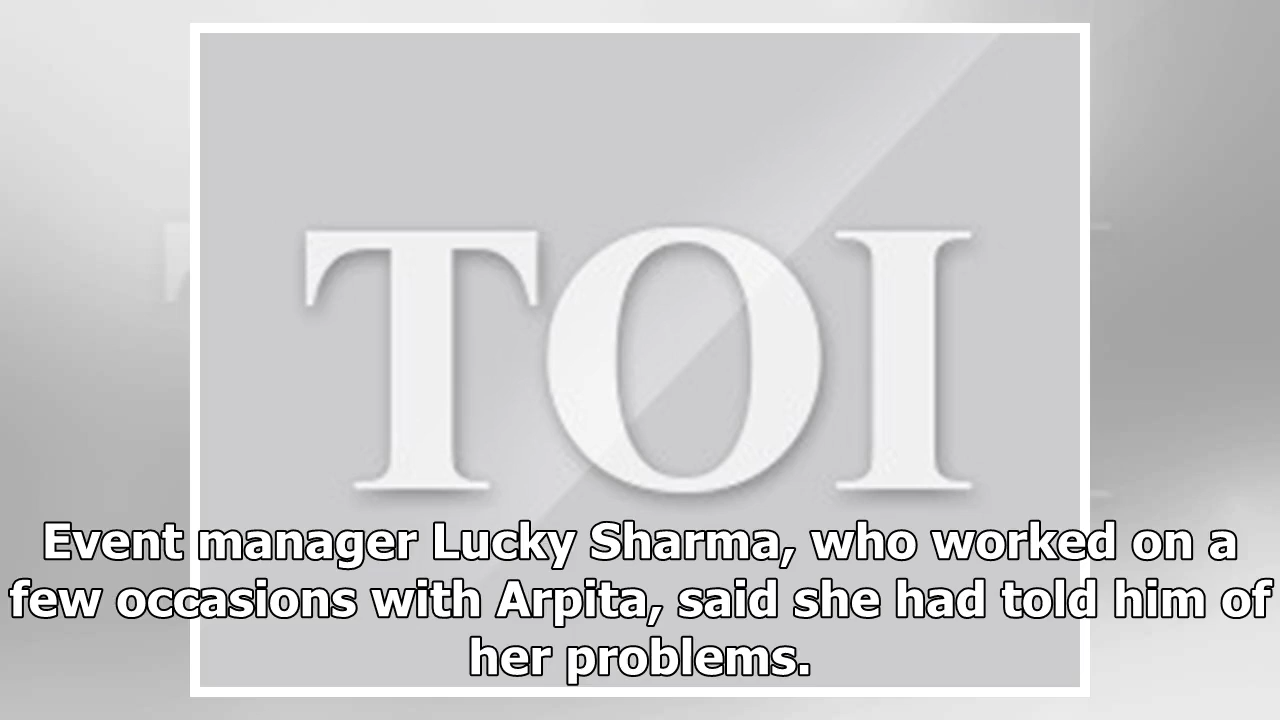 TOI
Event manager Lucky Sharma, who worked on a
few occasions with Arpita, said she had told him of
her problems.